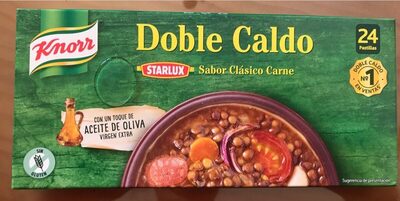 Knorr
Doble Caldo
24
Pastillas
STARLUX
Sabor Clásico Carne
DOBLE CALDO
Nº1
EN VENTAS
CON UN TOQUE DE
ACEITE DE OLIVA
VIRGEN EXTRA
SIN
GLUTEN
Sugerencia de presentación